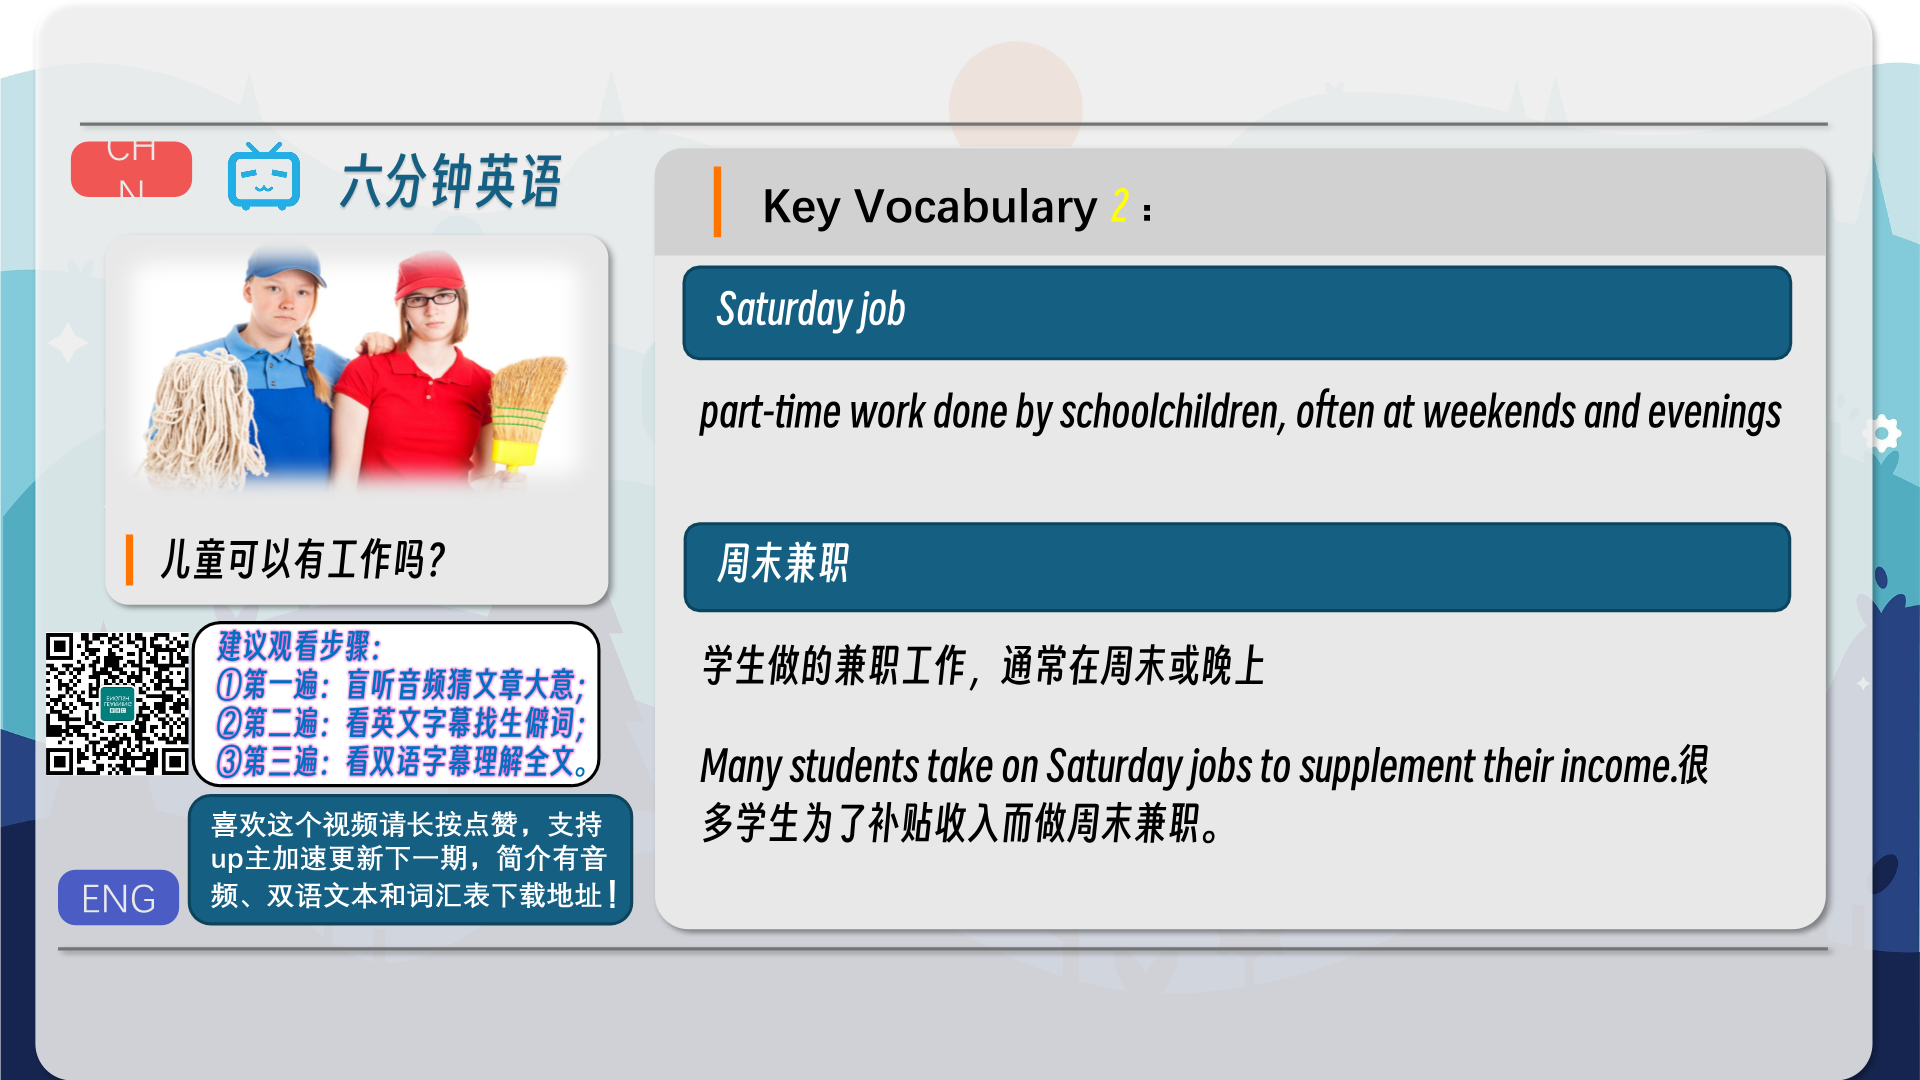 CH
N
六分钟英语
儿童可以有工作吗?
建议观看步骤:
①第一遍：盲听音频猜文章大意;
②第二遍：看英文字幕找生僻词;
③第三遍：看双语字幕理解全文。
喜欢这个视频请长按点赞，支持
up主加速更新下一期，简介有音
频、双语文本和词汇表下载地址！
ENG
Key Vocabulary 2：
Saturday job
part-time work done by schoolchildren, often at weekends and evenings
周末兼职
学生做的兼职工作，通常在周末或晚上
Many students take on Saturday jobs to supplement their income.很
多学生为了补贴收入而做周末兼职。